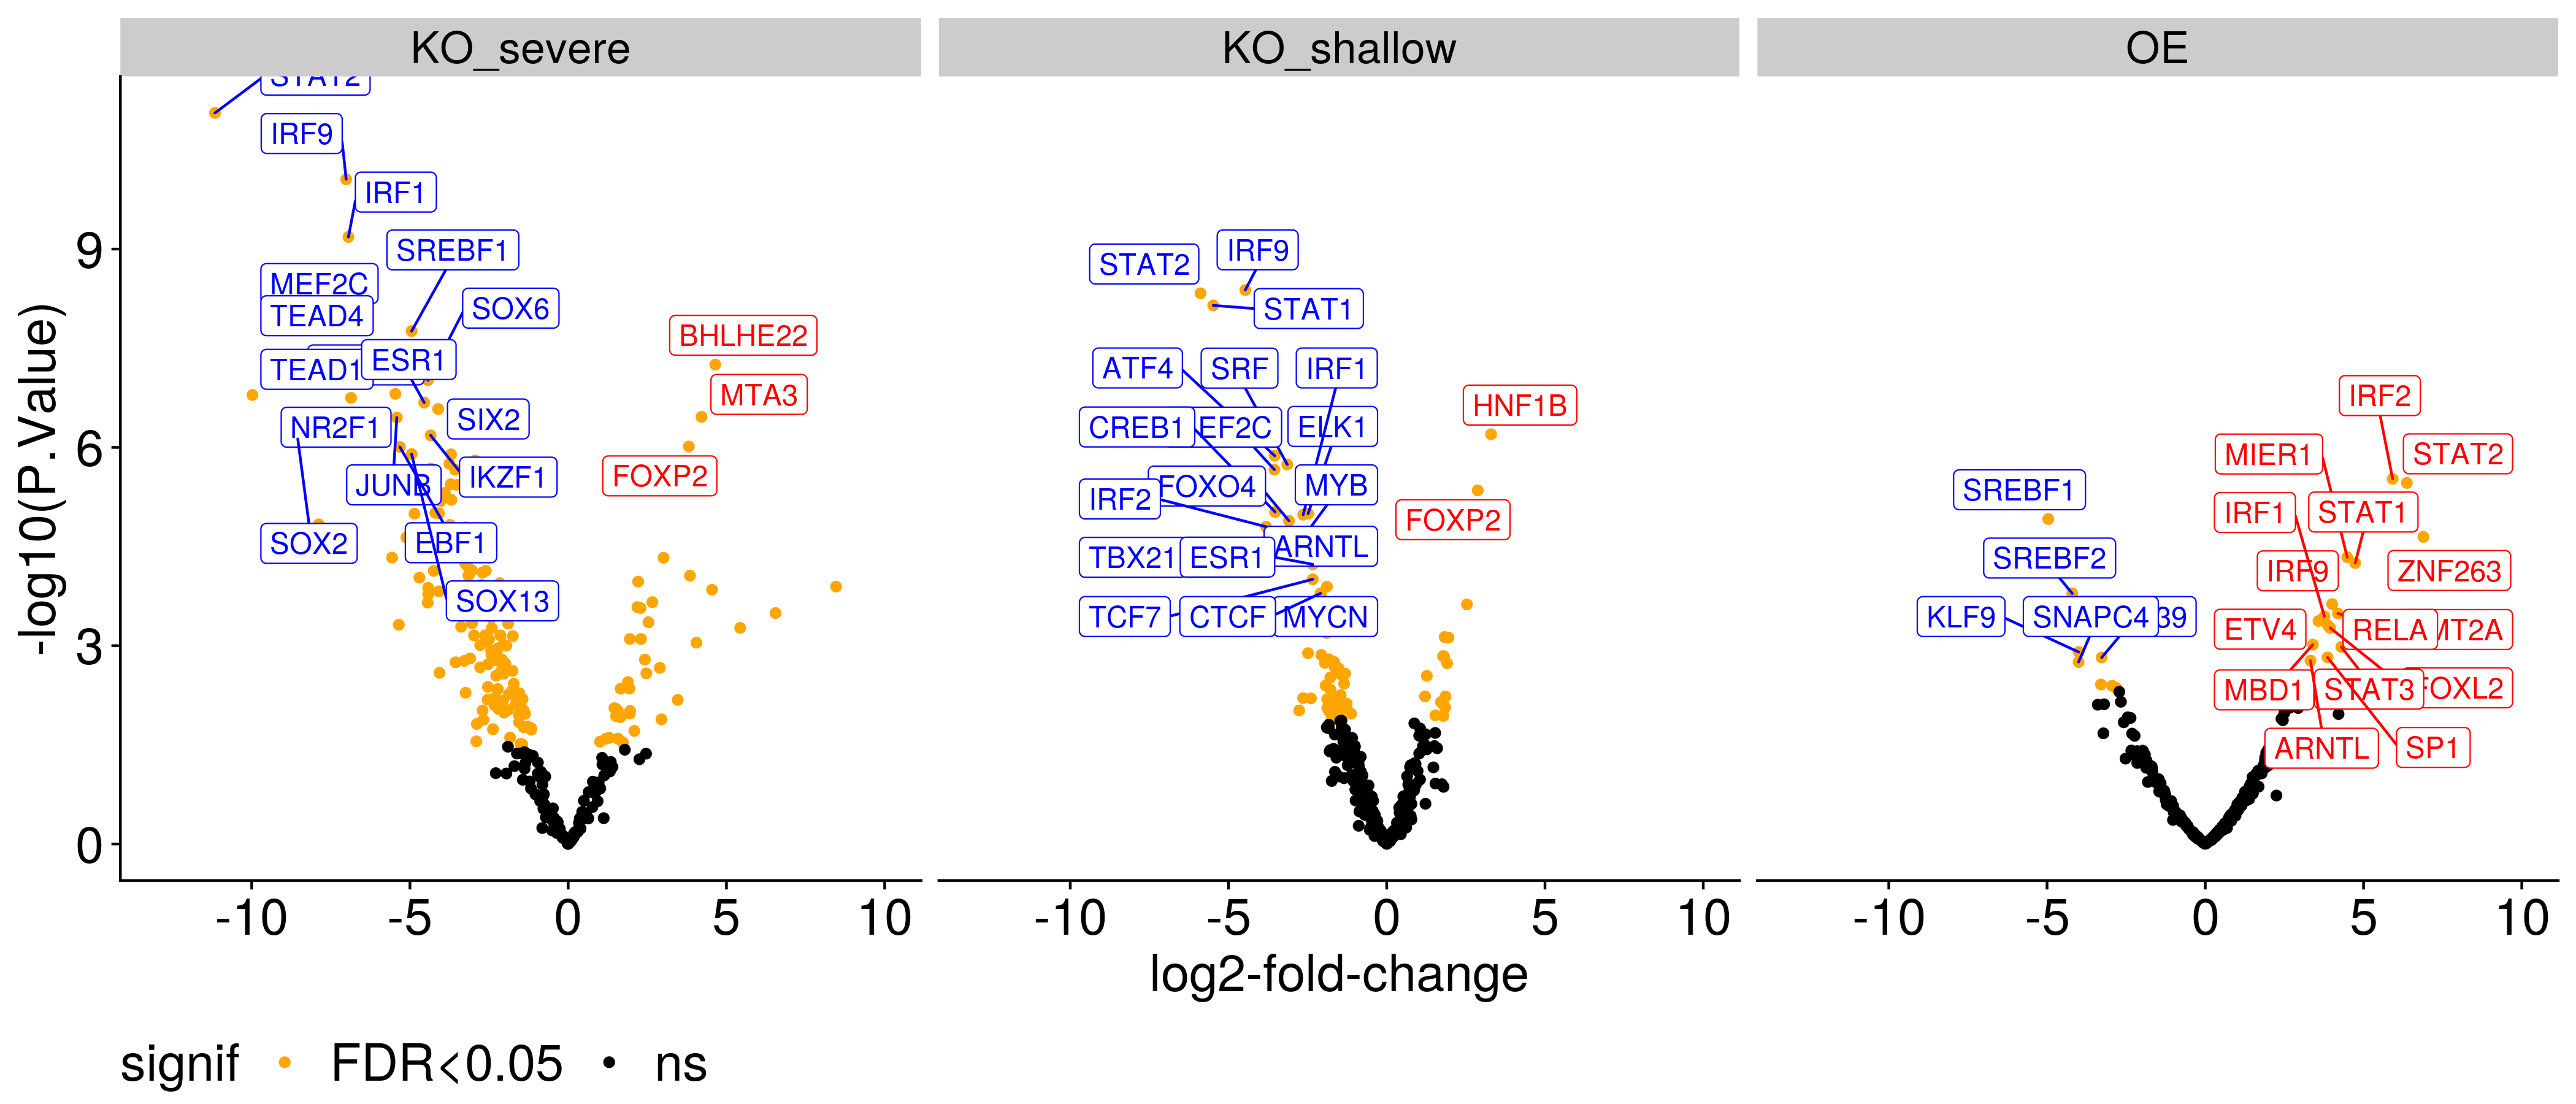 KO_severe
KO_shallow
OE
-log10(P.Value)
9
6
3
0
STAT2
IRF9
IRF1
SREBF1
MEF2C
TEAD4
SOX6
ESR1
TEAD1
BHLHE22
MTA3
NR2F1
SIX2
FOXP2
JUNB
IKZF1
SOX2
EBF1
SOX13
STAT2
IRF9
STAT1
ATF4
SRF
IRF1
CREB1
EF2C
ELK1
HNF1B
IRF2
FOXO4
MYB
FOXP2
TBX21
ESR1
ARNTL
TCF7
CTCF
MYCN
IRF2
MIER1
STAT2
SREBF1
IRF1
STAT1
SREBF2
IRF9
ZNF263
KLF9
SNAPC4
39
ETV4
RELA
MT2A
MBD1
STAT3
FOXL2
ARNTL
SP1
-10 -5 0 5 10
-10 -5 0 5 10
-10 -5 0 5 10
log2-fold-change
signif FDR<0.05 ns